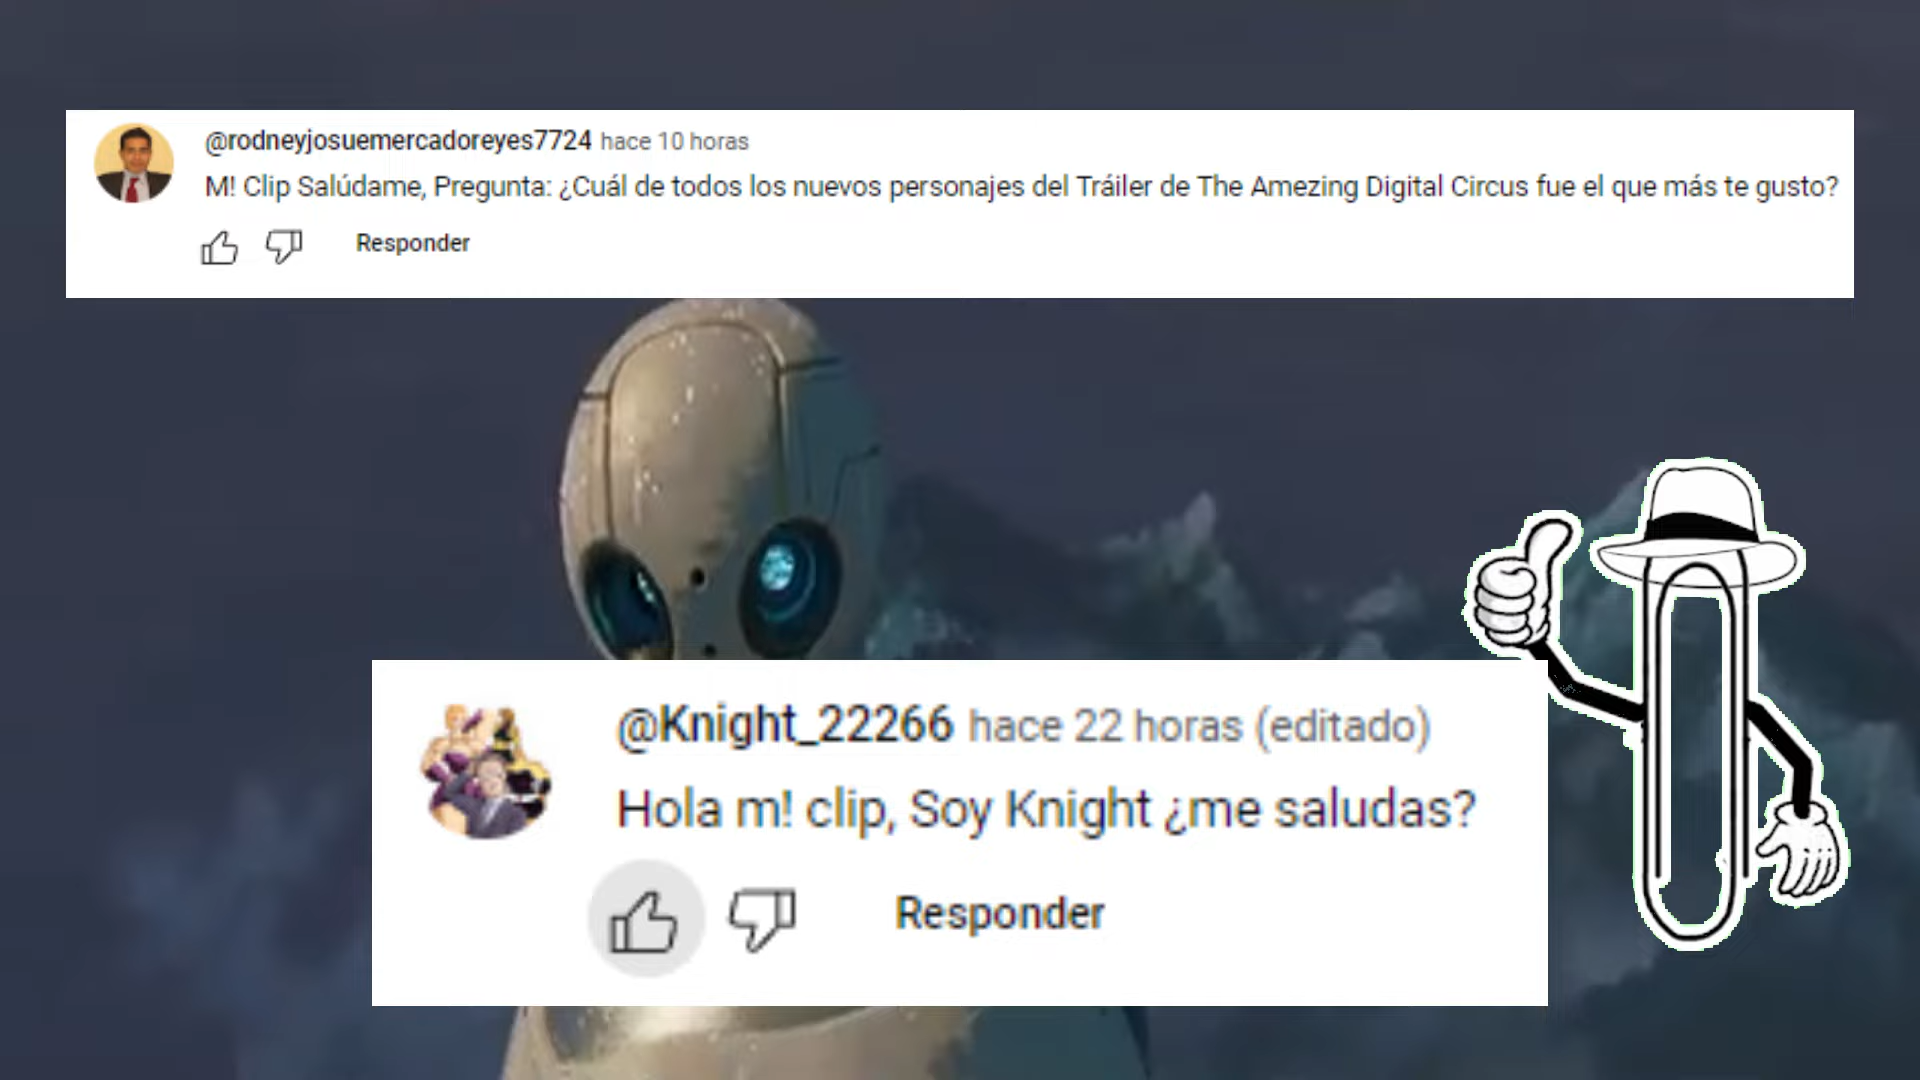 @rodneyjosuemercadoreyes7724 hace 10 horas
M! Clip Salúdame, Pregunta: ¿Cuál de todos los nuevos personajes del Tráiler de The Amezing Digital Circus fue el que más te gusto?
Responder
@Knight_22266 hace 22 horas (editado)
Hola m! clip, Soy Knight ¿me saludas?
Responder